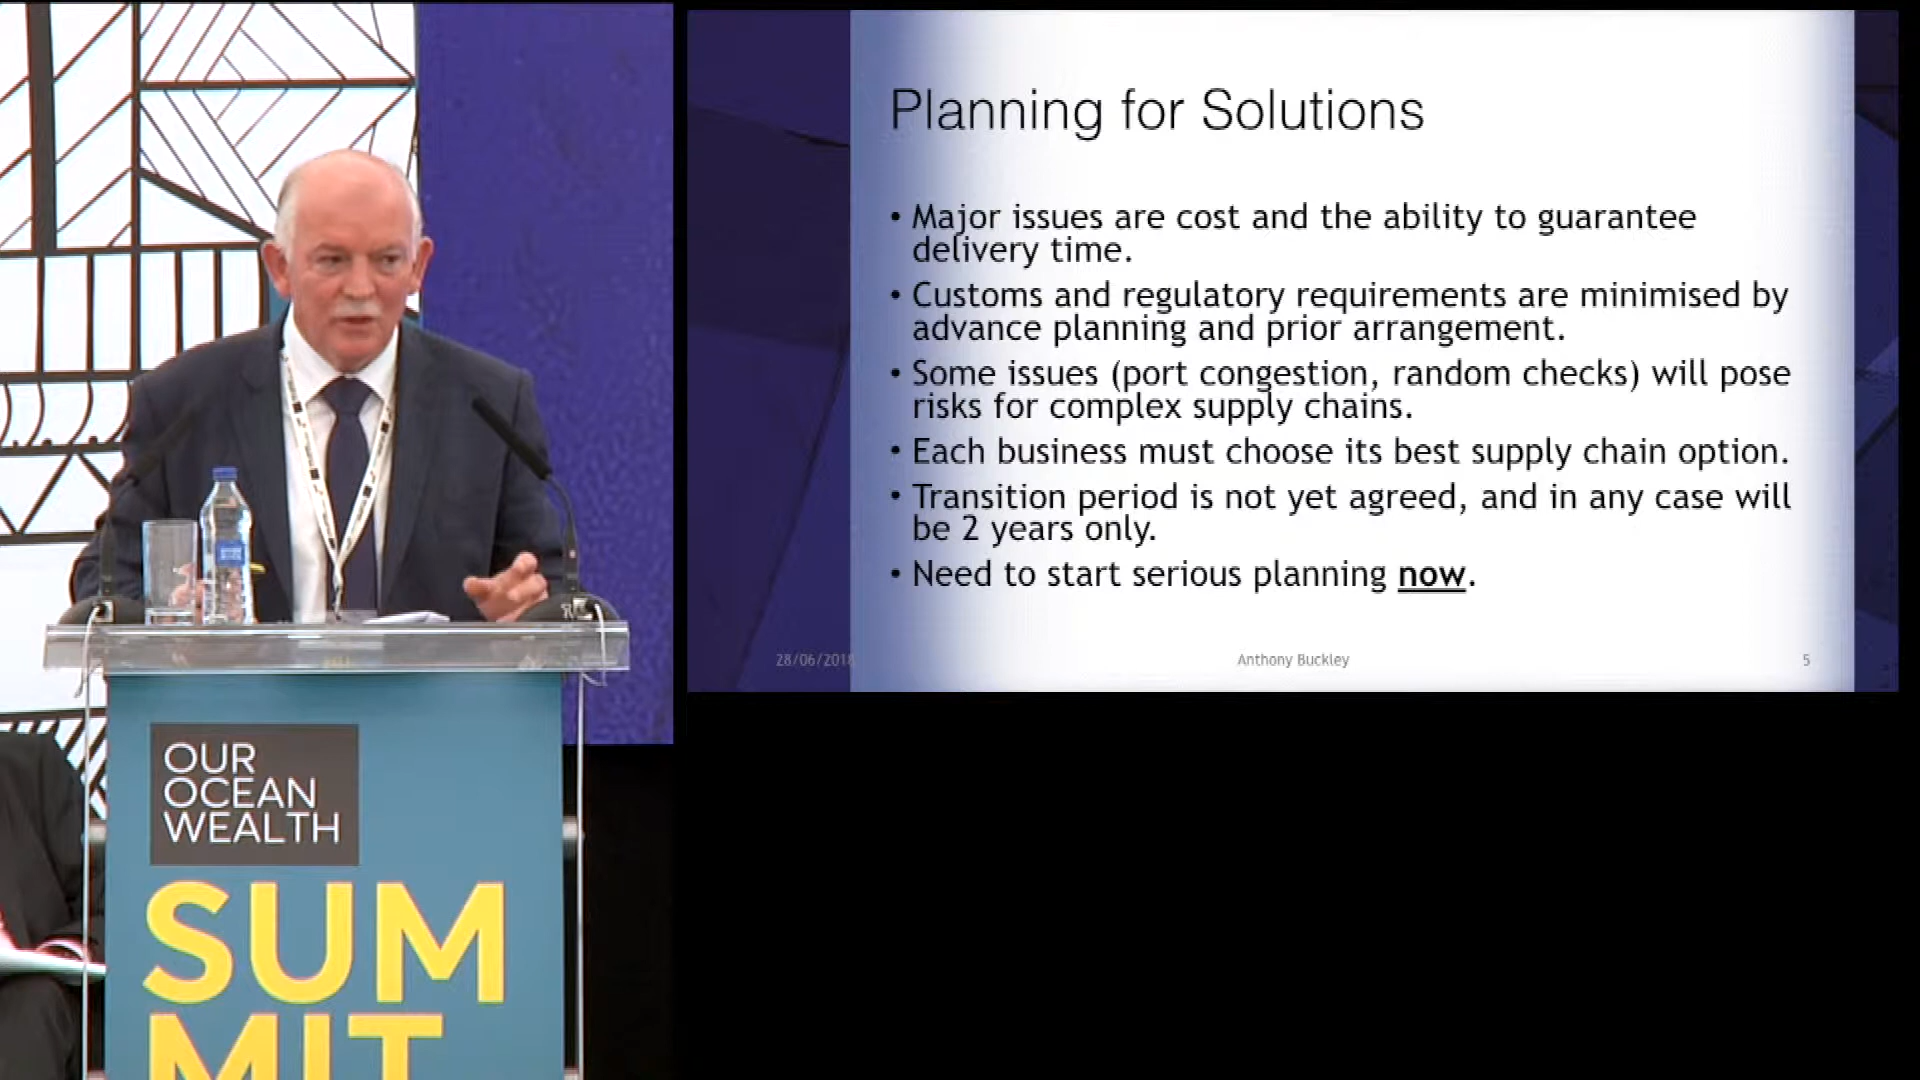 Planning for Solutions
• Major issues are cost and the ability to guarantee
delivery time.
• Customs and regulatory requirements are minimised by
advance planning and prior arrangement.
• Some issues (port congestion, random checks) will pose
risks for complex supply chains.
• Each business must choose its best supply chain option.
• Transition period is not yet agreed, and in any case will
be 2 years only.
• Need to start serious planning now.
28/06/2018
Anthony Buckley
5
OUR
OCEAN
WEALTH
SUM
MIT